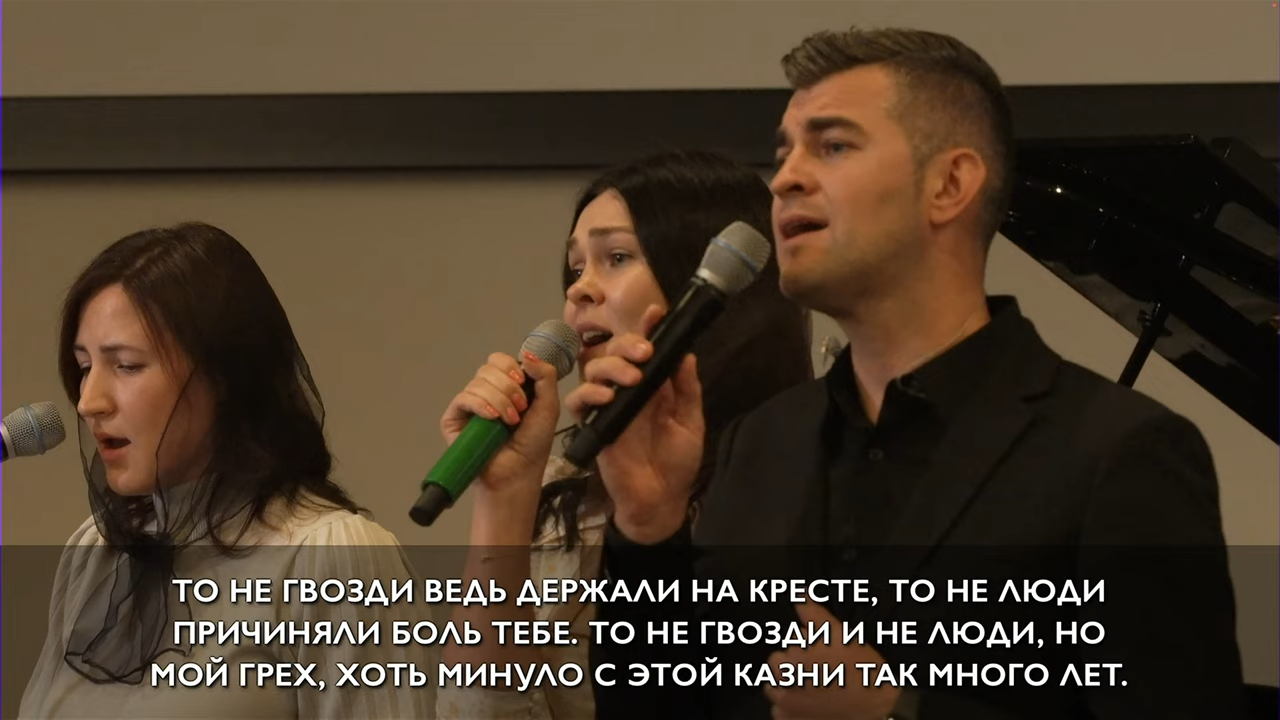 ТО НЕ ГВОЗДИ ВЕДЬ ДЕРЖАЛИ НА КРЕСТЕ, ТО НЕ ЛЮДИ
ПРИЧИНЯЛИ БОЛЬ ТЕБЕ. ТО НЕ ГВОЗДИ И НЕ ЛЮДИ, НО
МОЙ ГРЕХ, ХОТЬ МИНУЛО С ЭТОЙ КАЗНИ ТАК МНОГО ЛЕТ.